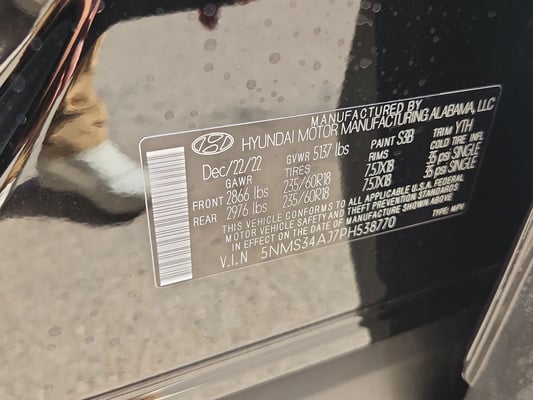 MANUFACTURED BY
HYUNDAI MOTOR MANUFACTURING ALABAMA, LLC
Dec/22/22 GVWR 5137 lbs PAINT S3B TRIM YTH
GAWR TIRES RIMS COLD TIRE INFL
FRONT 2866 lbs 235/60R18 7.5JX18 35 psi SINGLE
REAR 2976 lbs 235/60R18 7.5JX18 35 psi SINGLE
THIS VEHICLE CONFORMS TO ALL APPLICABLE U.S.A. FEDERAL
MOTOR VEHICLE SAFETY STANDARDS SHOWN ABOVE
IN EFFECT ON THE DATE OF MANUFACTURE
V.I.N 5NMS34AJ7PH538770 TYPE: MPV